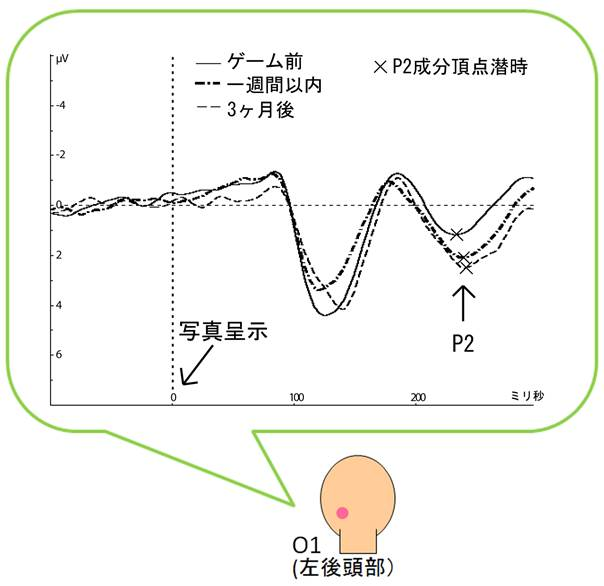 μV
ゲーム前
一週間以内
3ヶ月後
×P2成分頂点潜時
-4
-2
0
2
4
6
P2
写真呈示
0
100
200
ミリ秒
O1
(左後頭部)